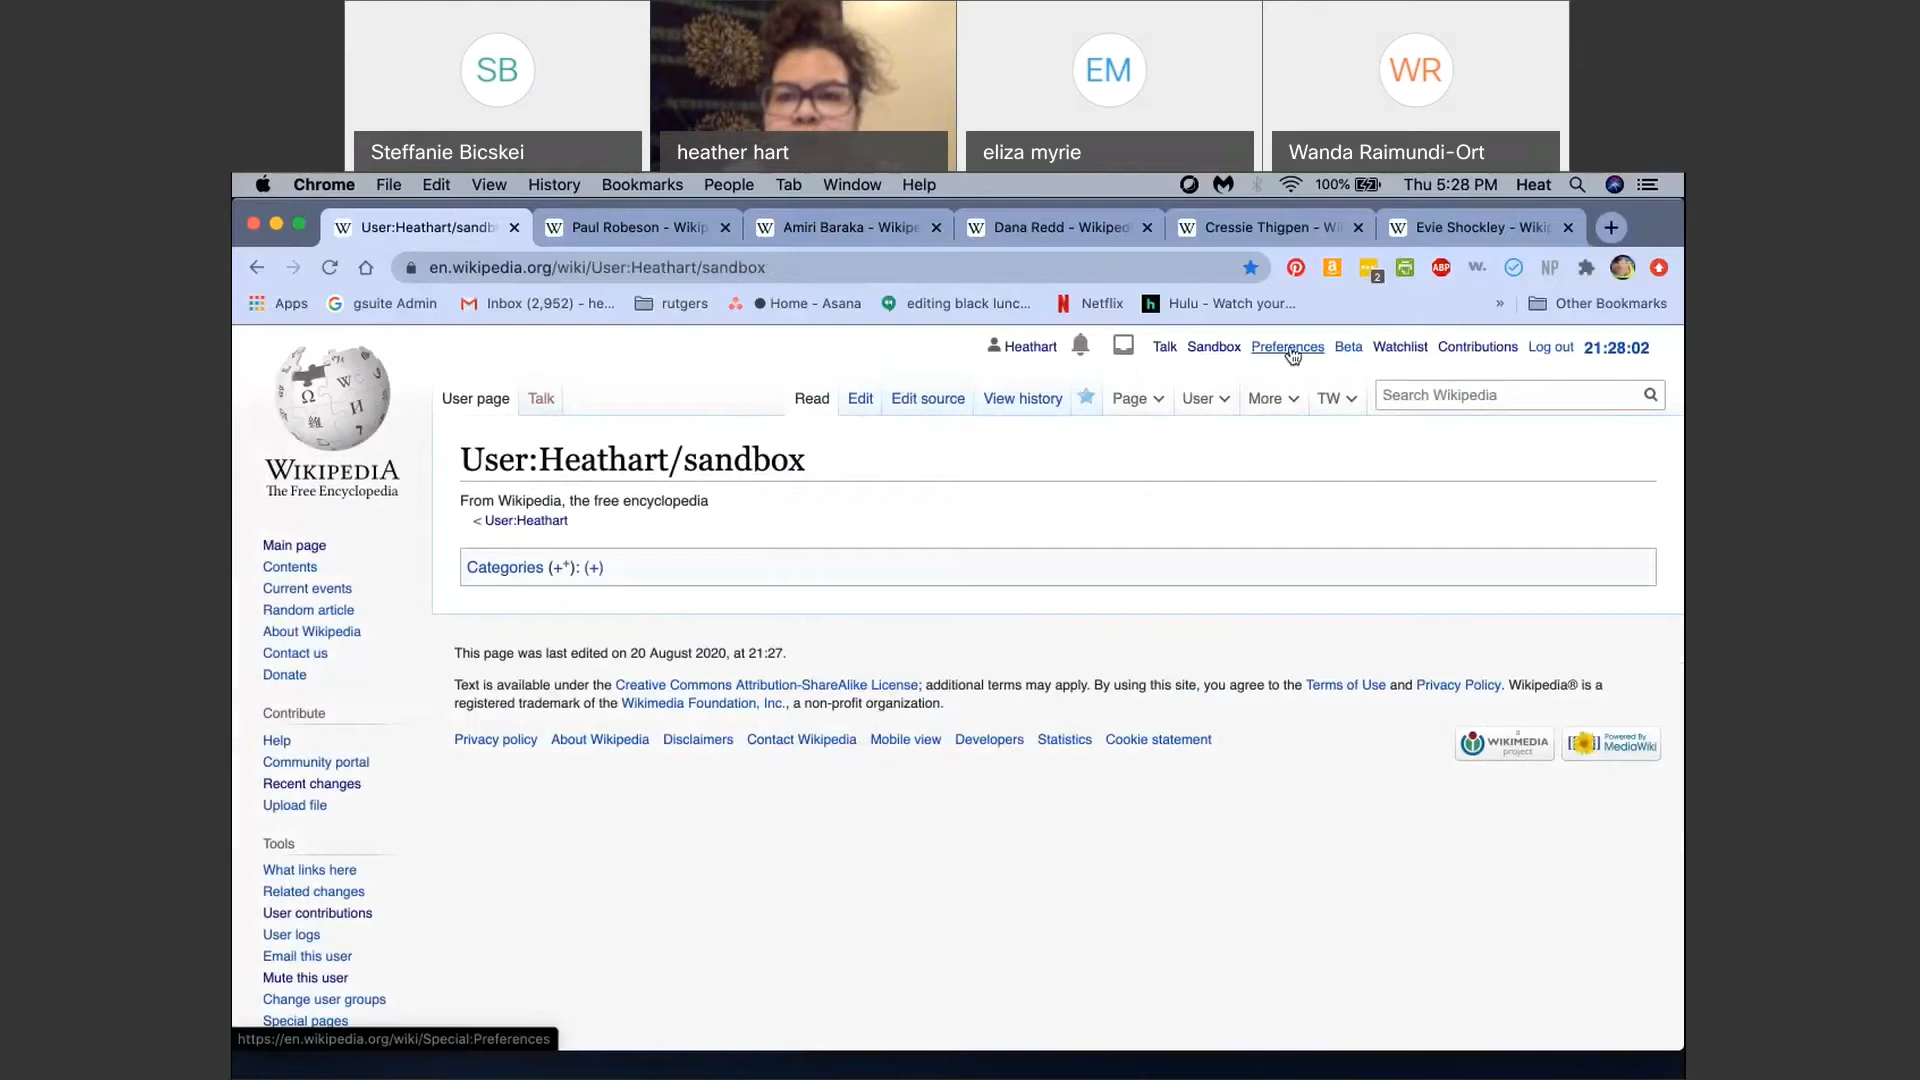 SB EM WR
Steffanie Bicskei heather hart eliza myrie Wanda Raimundi-Ort
Chrome File Edit View History Bookmarks People Tab Window Help 100% Thu 5:28 PM Heat
User:Heathart/sandb Paul Robeson - Wikip Amiri Baraka - Wikipe Dana Redd - Wikiped Cressie Thigpen - Wi Evie Shockley - Wikip
en.wikipedia.org/wiki/User:Heathart/sandbox 2 ABP w. NP
Apps gsuite Admin Inbox (2,952) - he... rutgers Home - Asana editing black lunc... Netflix Hulu - Watch your... » Other Bookmarks
Heathart Talk Sandbox Preferences Beta Watchlist Contributions Log out 21:28:02
User page Talk Read Edit Edit source View history Page User More TW Search Wikipedia
User:Heathart/sandbox
From Wikipedia, the free encyclopedia
< User:Heathart
Categories (+⁺): (+)
WIKIPEDIA
The Free Encyclopedia
Main page
Contents
Current events
Random article
About Wikipedia
Contact us
Donate
Contribute
Help
Community portal
Recent changes
Upload file
Tools
What links here
Related changes
User contributions
User logs
Email this user
Mute this user
Change user groups
Special pages
This page was last edited on 20 August 2020, at 21:27.
Text is available under the Creative Commons Attribution-ShareAlike License; additional terms may apply. By using this site, you agree to the Terms of Use and Privacy Policy. Wikipedia® is a
registered trademark of the Wikimedia Foundation, Inc., a non-profit organization.
Privacy policy About Wikipedia Disclaimers Contact Wikipedia Mobile view Developers Statistics Cookie statement
a WIKIMEDIA project Powered By MediaWiki
https://en.wikipedia.org/wiki/Special:Preferences